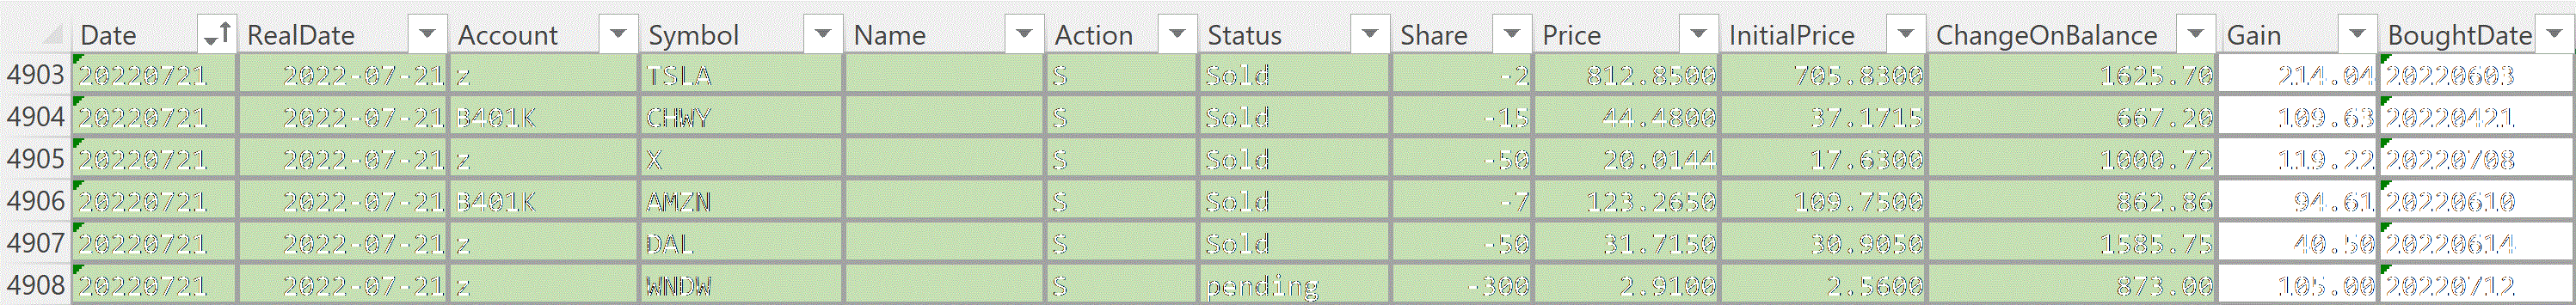 Date RealDate Account Symbol Name Action Status Share Price InitialPrice ChangeOnBalance Gain BoughtDate
4903 20220721 2022-07-21 z TSLA S Sold -2 812.8500 705.8300 1625.70 214.04 20220603
4904 20220721 2022-07-21 B401K CHWY S Sold -15 44.4800 37.1715 667.20 109.63 20220421
4905 20220721 2022-07-21 z X S Sold -50 20.0144 17.6300 1000.72 119.22 20220708
4906 20220721 2022-07-21 B401K AMZN S Sold -7 123.2650 109.7500 862.86 94.61 20220610
4907 20220721 2022-07-21 z DAL S Sold -50 31.7150 30.9050 1585.75 40.50 20220614
4908 20220721 2022-07-21 z WNDW S pending -300 2.9100 2.5600 873.00 105.00 20220712